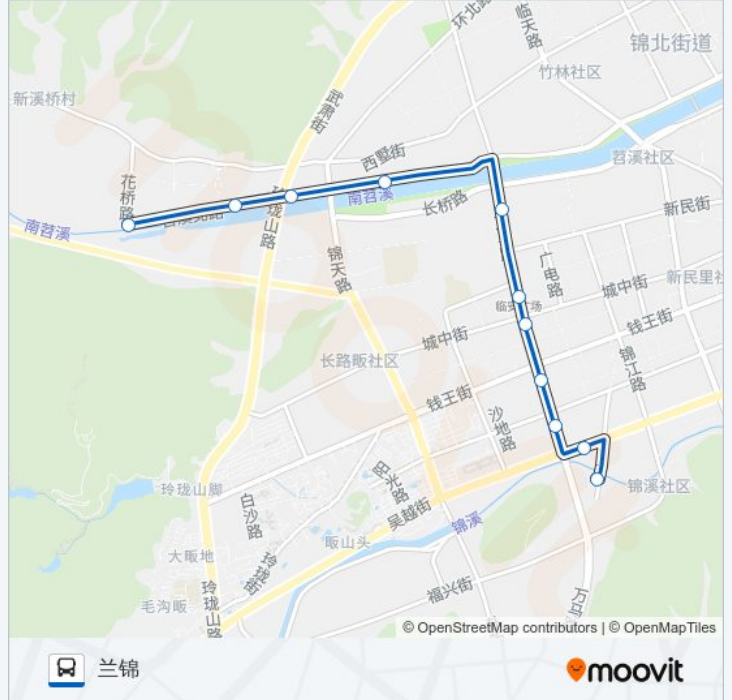 环北路
临天路
锦北街道
竹林社区
新溪桥村
武肃街
西墅街
苕溪社区
花桥路
南苕溪
长桥路
新民街
玲珑山路
南苕溪
锦天路
广电路
新民里社
城中街
临安广场
钱王街
城中街
长路畈社区
锦江路
钱王街
沙地路
阳光路
玲珑山脚
锦溪社区
白沙路
吴越街
锦溪
畈山头
大畈地
玲珑街
福兴街
万马
毛沟畈
玲珑山路
© OpenStreetMap contributors | © OpenMapTiles
兰锦
moovit